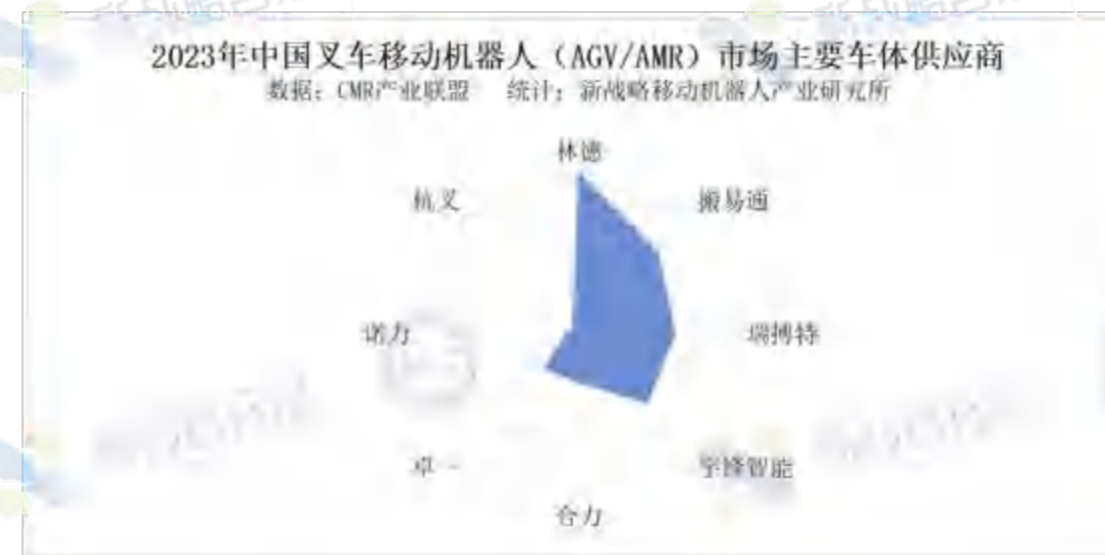 2023年中国叉车移动机器人（AGV/AMR）市场主要车体供应商
数据：CMR产业联盟 统计：新战略移动机器人产业研究所
林德
杭叉
搬易通
诺力
瑞搏特
卓一
宇锋智能
合力